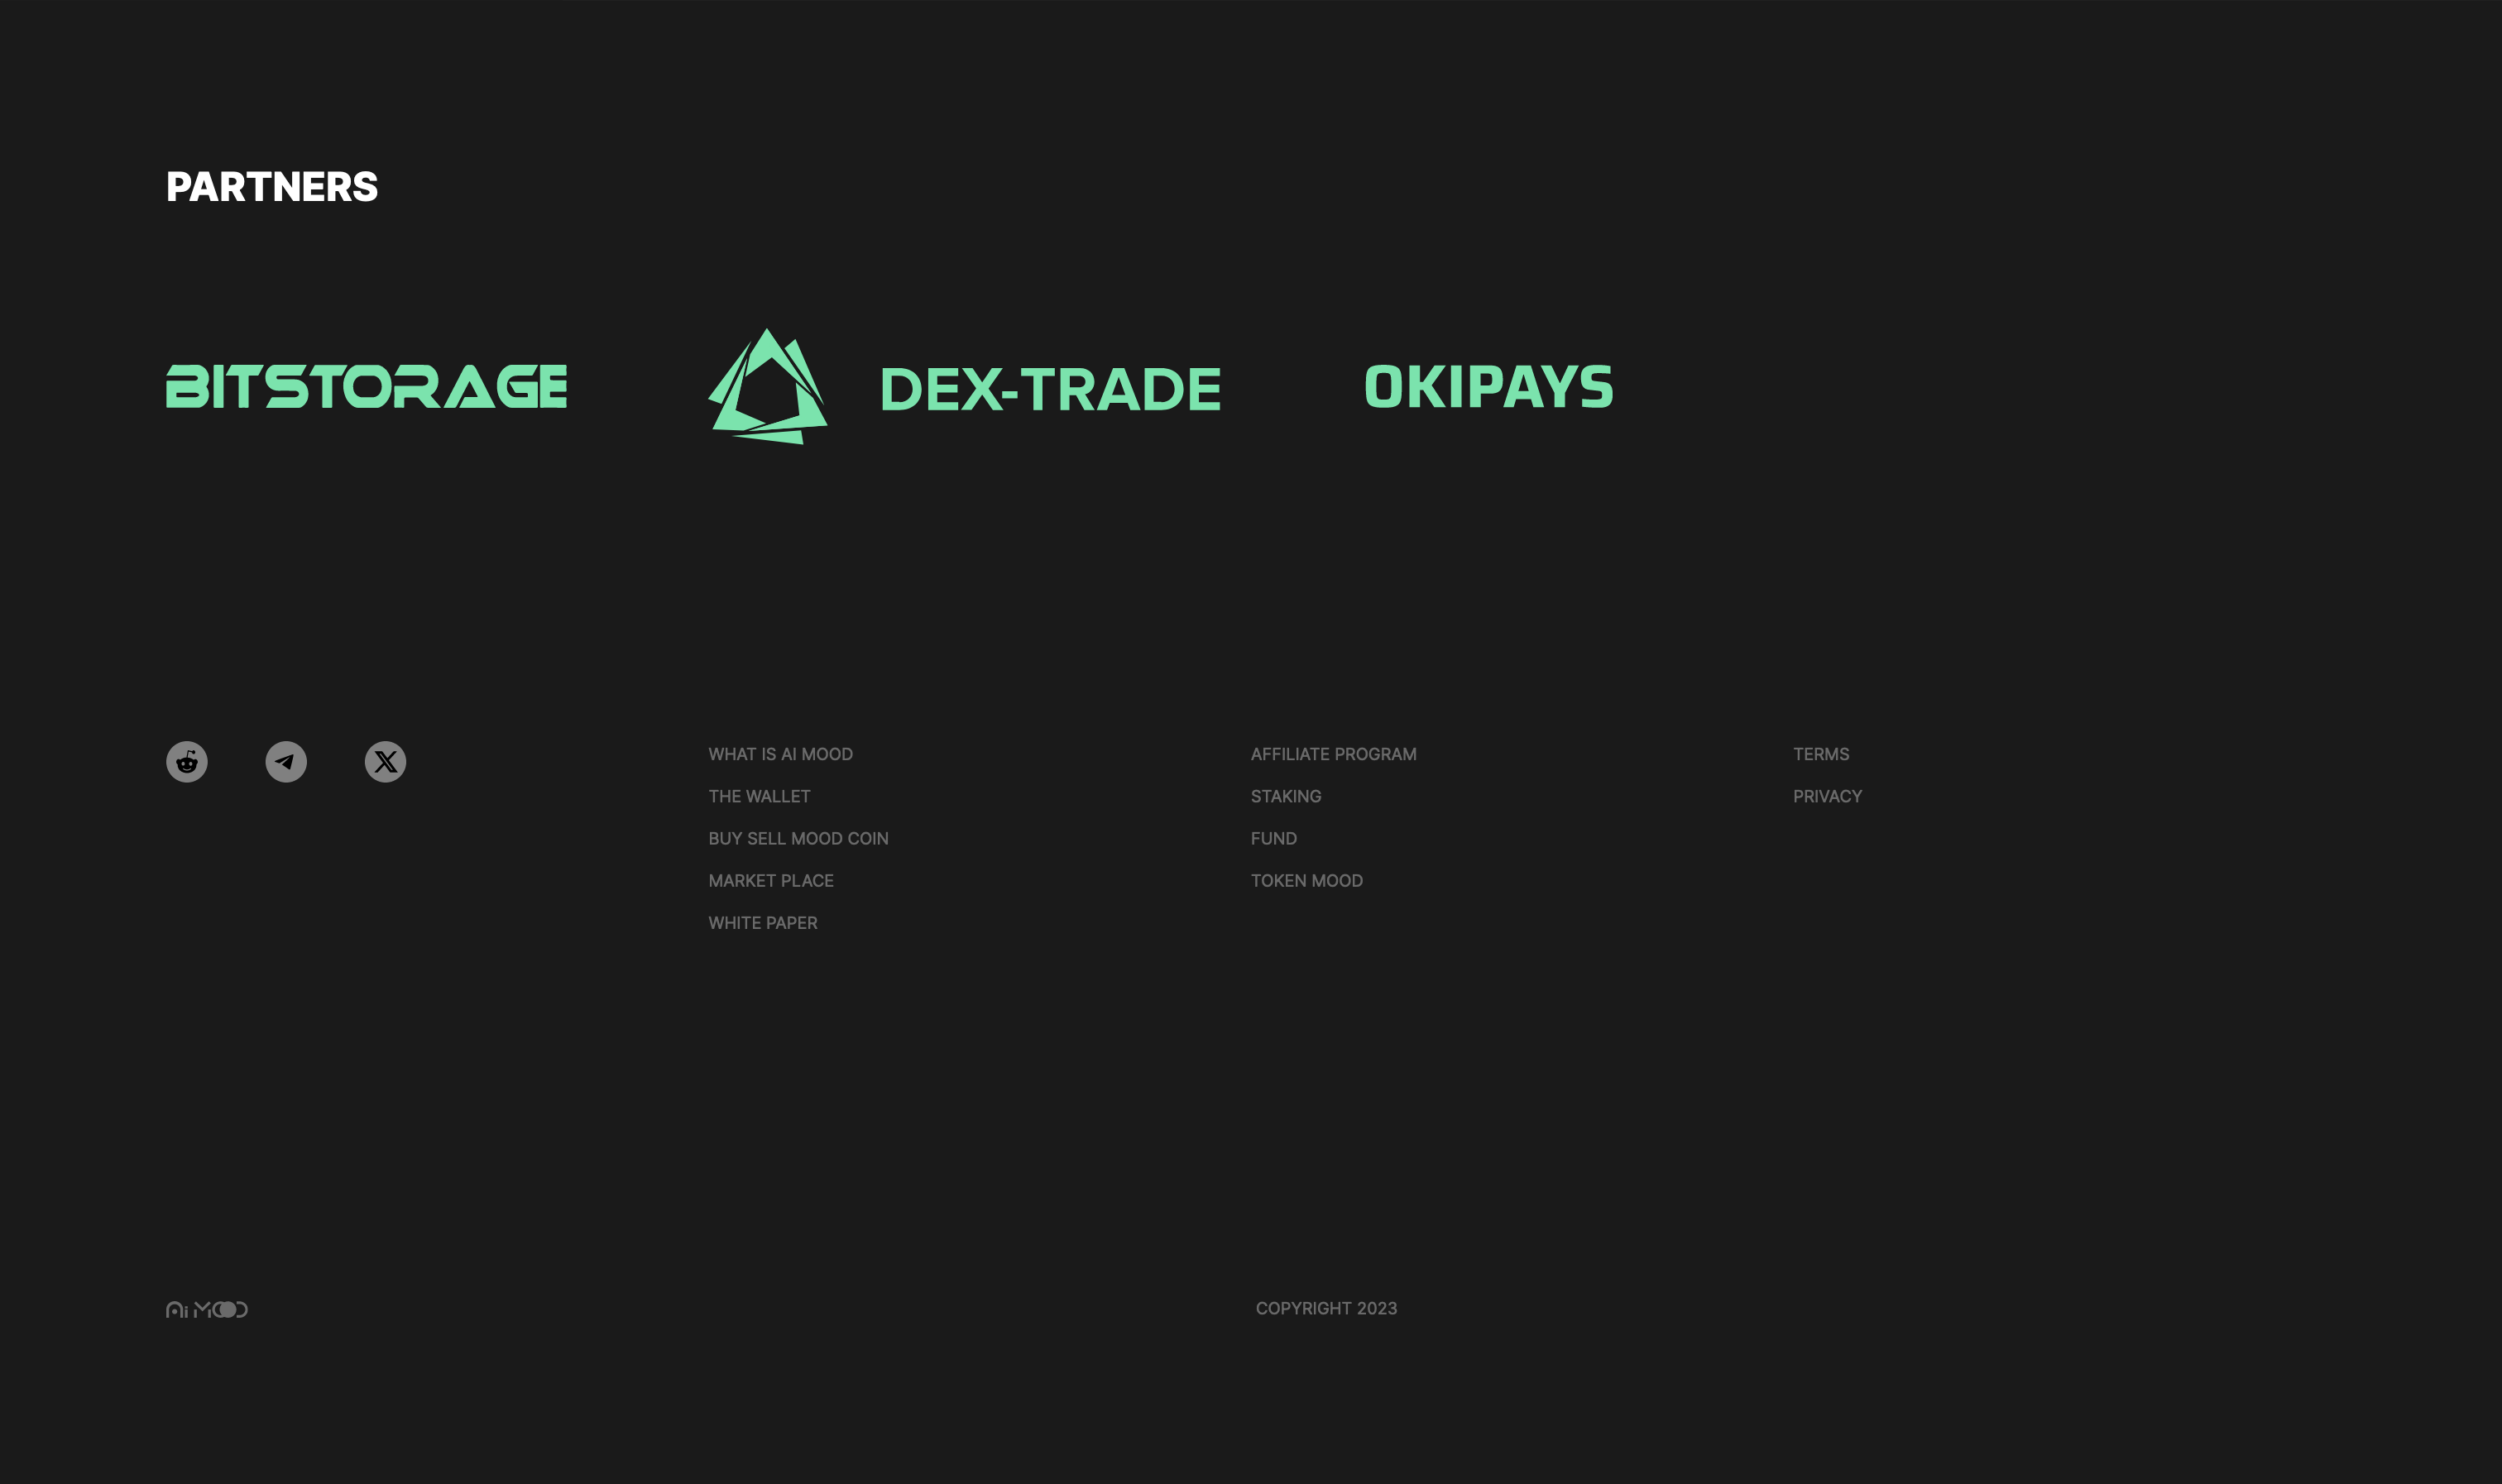 PARTNERS
BITSTORAGE
DEX-TRADE
OKIPAYS
WHAT IS AI MOOD
THE WALLET
BUY SELL MOOD COIN
MARKET PLACE
WHITE PAPER
AFFILIATE PROGRAM
STAKING
FUND
TOKEN MOOD
TERMS
PRIVACY
Ai MOOD
COPYRIGHT 2023